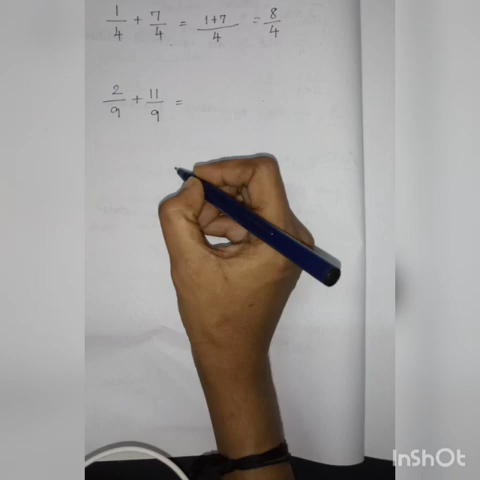 1/4 + 7/4 = 1+7/4 = 8/4
2/9 + 11/9 =
InShOt